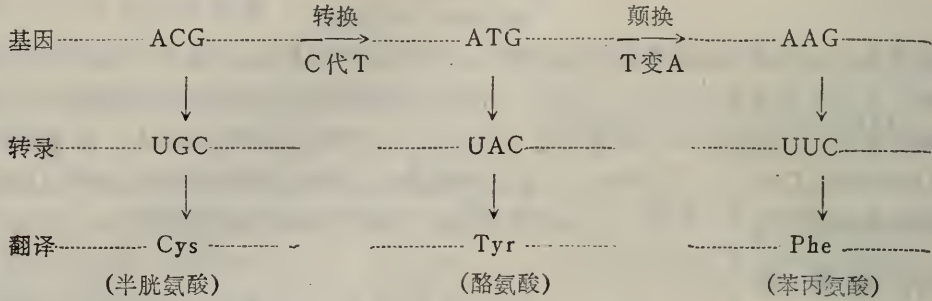 转换 颠换
基因 ACG ATG AAG
C代T T变A
转录 UGC UAC UUC
翻译 Cys Tyr Phe
(半胱氨酸) (酪氨酸) (苯丙氨酸)